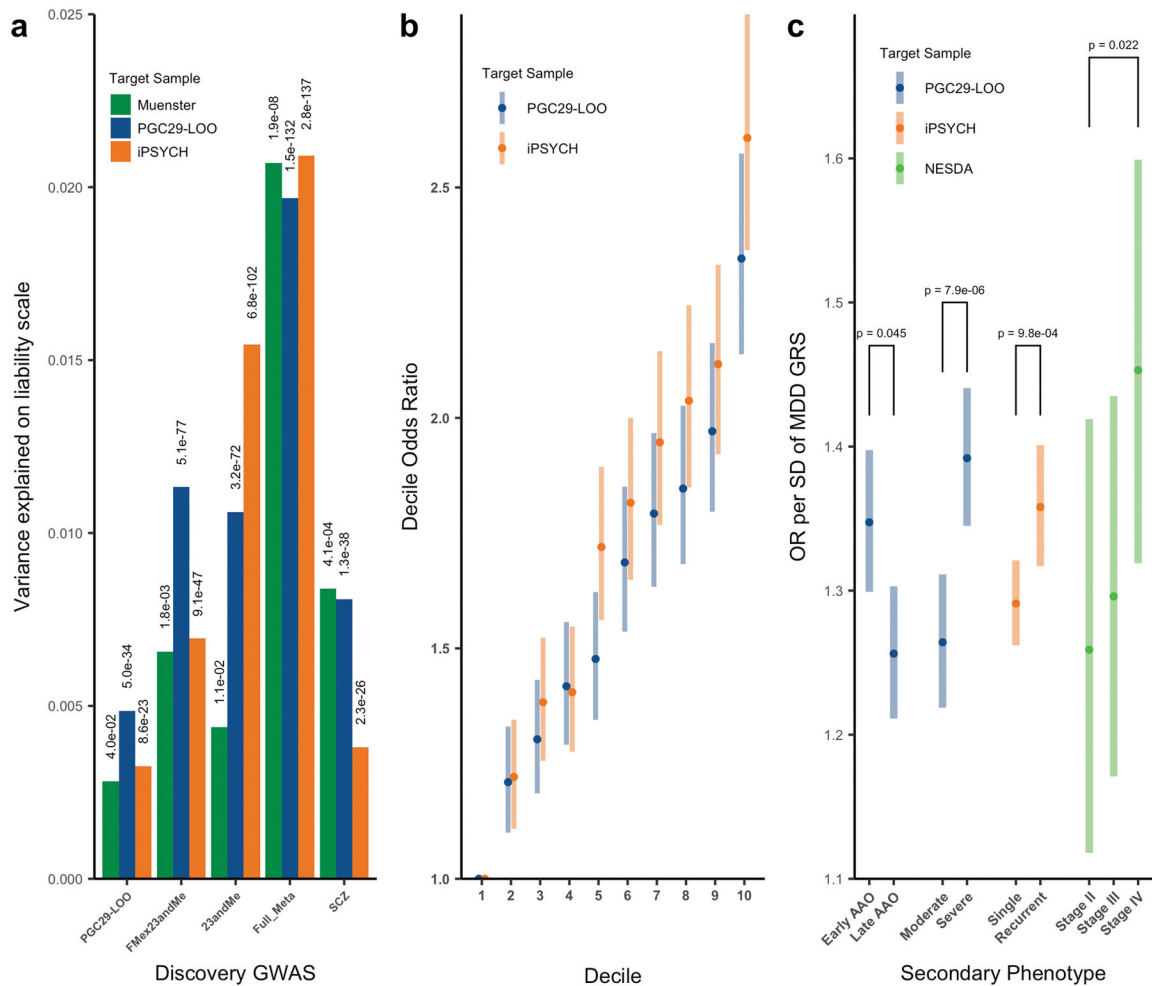 a
0.025
0.020
0.015
0.010
0.005
0.000
Variance explained on liability scale
Target Sample
Muenster
PGC29-LOO
iPSYCH
4.0e-02
5.0e-34
8.6e-23
1.8e-03
5.1e-77
9.1e-47
1.1e-02
3.2e-72
6.8e-102
1.9e-08
1.5e-132
2.8e-137
4.1e-04
1.3e-38
2.3e-26
PGC29-LOO
FMex23andMe
23andMe
Full_Meta
SCZ
Discovery GWAS
b
Target Sample
PGC29-LOO
iPSYCH
2.5
2.0
1.5
1.0
Decile Odds Ratio
1 2 3 4 5 6 7 8 9 10
Decile
c
Target Sample
PGC29-LOO
iPSYCH
NESDA
p = 0.022
p = 7.9e-06
p = 0.045
p = 9.8e-04
1.6
1.5
1.4
1.3
1.2
1.1
OR per SD of MDD GRS
Early AAO
Late AAO
Moderate
Severe
Single
Recurrent
Stage II
Stage III
Stage IV
Secondary Phenotype